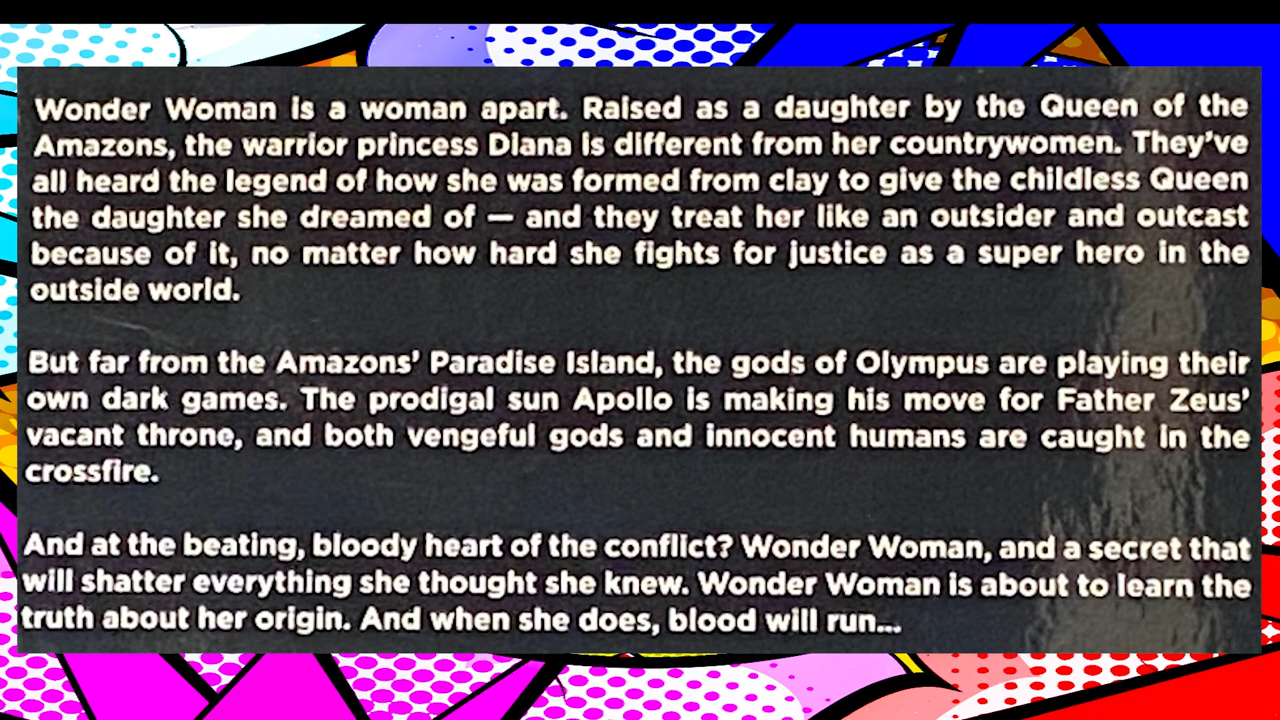 Wonder Woman is a woman apart. Raised as a daughter by the Queen of the
Amazons, the warrior princess Diana is different from her countrywomen. They've
all heard the legend of how she was formed from clay to give the childless Queen
the daughter she dreamed of — and they treat her like an outsider and outcast
because of it, no matter how hard she fights for justice as a super hero in the
outside world.
But far from the Amazons' Paradise Island, the gods of Olympus are playing their
own dark games. The prodigal sun Apollo is making his move for Father Zeus'
vacant throne, and both vengeful gods and innocent humans are caught in the
crossfire.
And at the beating, bloody heart of the conflict? Wonder Woman, and a secret that
will shatter everything she thought she knew. Wonder Woman is about to learn the
truth about her origin. And when she does, blood will run...